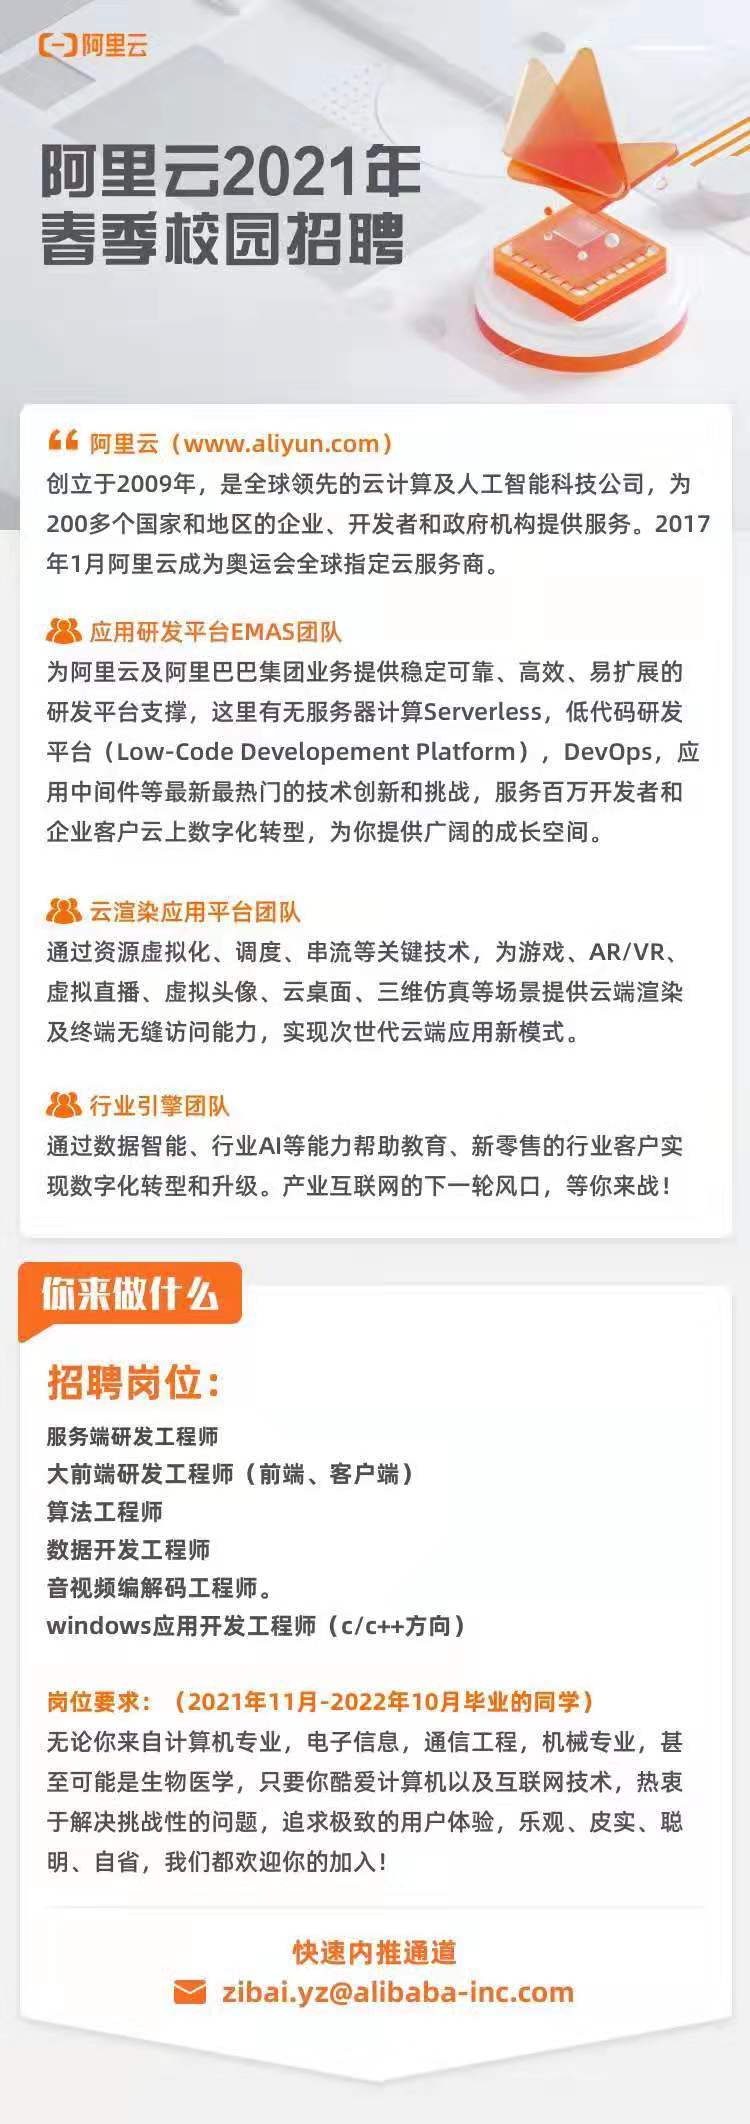 阿里云
阿里云2021年
春季校园招聘
阿里云（www.aliyun.com）
创立于2009年，是全球领先的云计算及人工智能科技公司，为
200多个国家和地区的企业、开发者和政府机构提供服务。2017
年1月阿里云成为奥运会全球指定云服务商。
应用研发平台EMAS团队
为阿里云及阿里巴巴集团业务提供稳定可靠、高效、易扩展的
研发平台支撑，这里有无服务器计算Serverless，低代码研发
平台（Low-Code Developement Platform），DevOps，应
用中间件等最新最热门的技术创新和挑战，服务百万开发者和
企业客户云上数字化转型，为你提供广阔的成长空间。
云渲染应用平台团队
通过资源虚拟化、调度、串流等关键技术，为游戏、AR/VR、
虚拟直播、虚拟头像、云桌面、三维仿真等场景提供云端渲染
及终端无缝访问能力，实现次世代云端应用新模式。
行业引擎团队
通过数据智能、行业AI等能力帮助教育、新零售的行业客户实
现数字化转型和升级。产业互联网的下一轮风口，等你来战！
你来做什么
招聘岗位：
服务端研发工程师
大前端研发工程师（前端、客户端）
算法工程师
数据开发工程师
音视频编解码工程师。
windows应用开发工程师（c/c++方向）
岗位要求：（2021年11月-2022年10月毕业的同学）
无论你来自计算机专业，电子信息，通信工程，机械专业，甚
至可能是生物医学，只要你酷爱计算机以及互联网技术，热衷
于解决挑战性的问题，追求极致的用户体验，乐观、皮实、聪
明、自省，我们都欢迎你的加入！
快速内推通道
zibai.yz@alibaba-inc.com